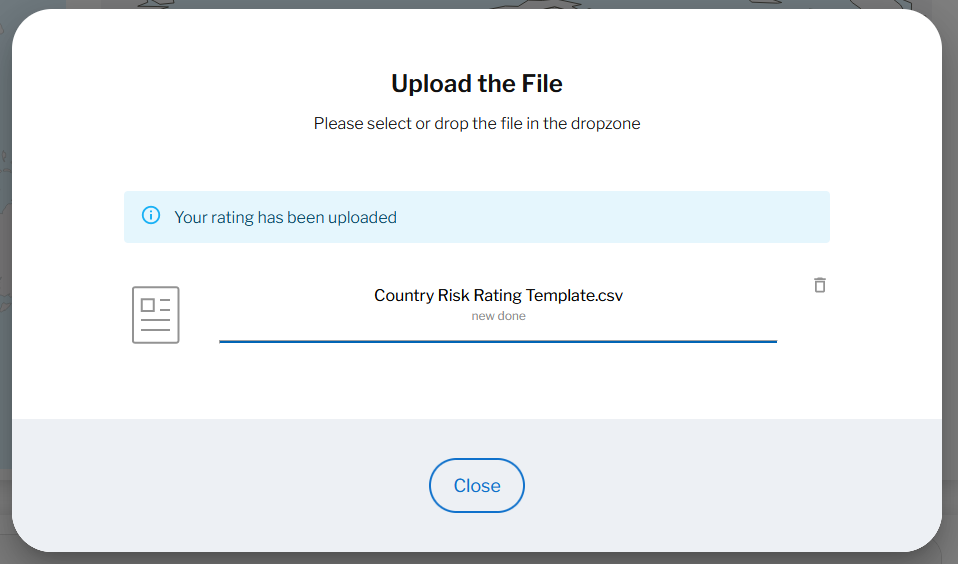 Upload the File
Please select or drop the file in the dropzone
Your rating has been uploaded
Country Risk Rating Template.csv
new done
Close